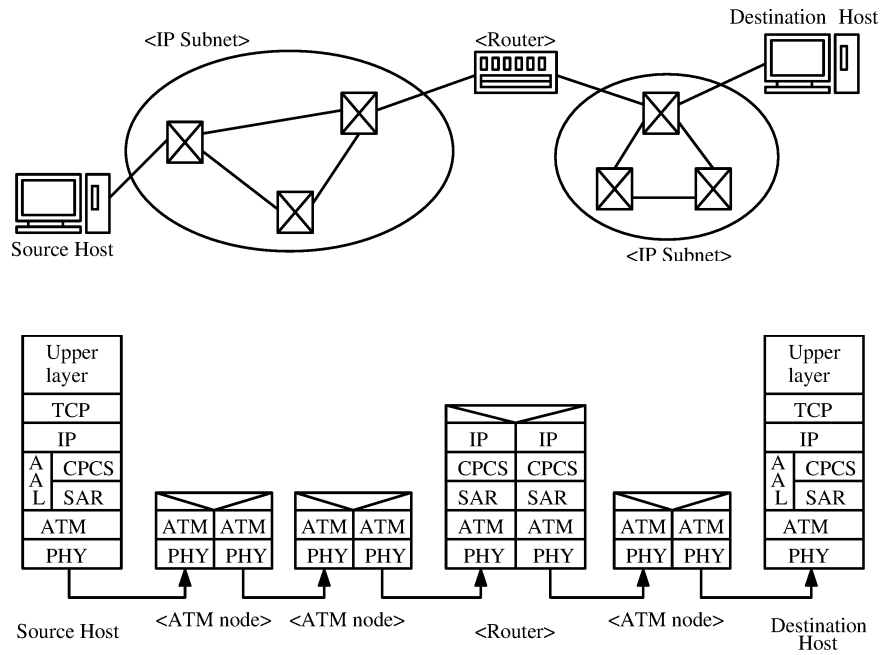 Destination Host
<IP Subnet>
<Router>
Source Host
<IP Subnet>
Upper
layer
TCP
IP
AAL
CPCS
SAR
ATM
PHY
ATM
ATM
PHY
PHY
ATM
ATM
PHY
PHY
IP
IP
CPCS
CPCS
SAR
SAR
ATM
ATM
PHY
PHY
ATM
ATM
PHY
PHY
Upper
layer
TCP
IP
AAL
CPCS
SAR
ATM
PHY
Source Host
<ATM node>
<ATM node>
<Router>
<ATM node>
Destination
Host